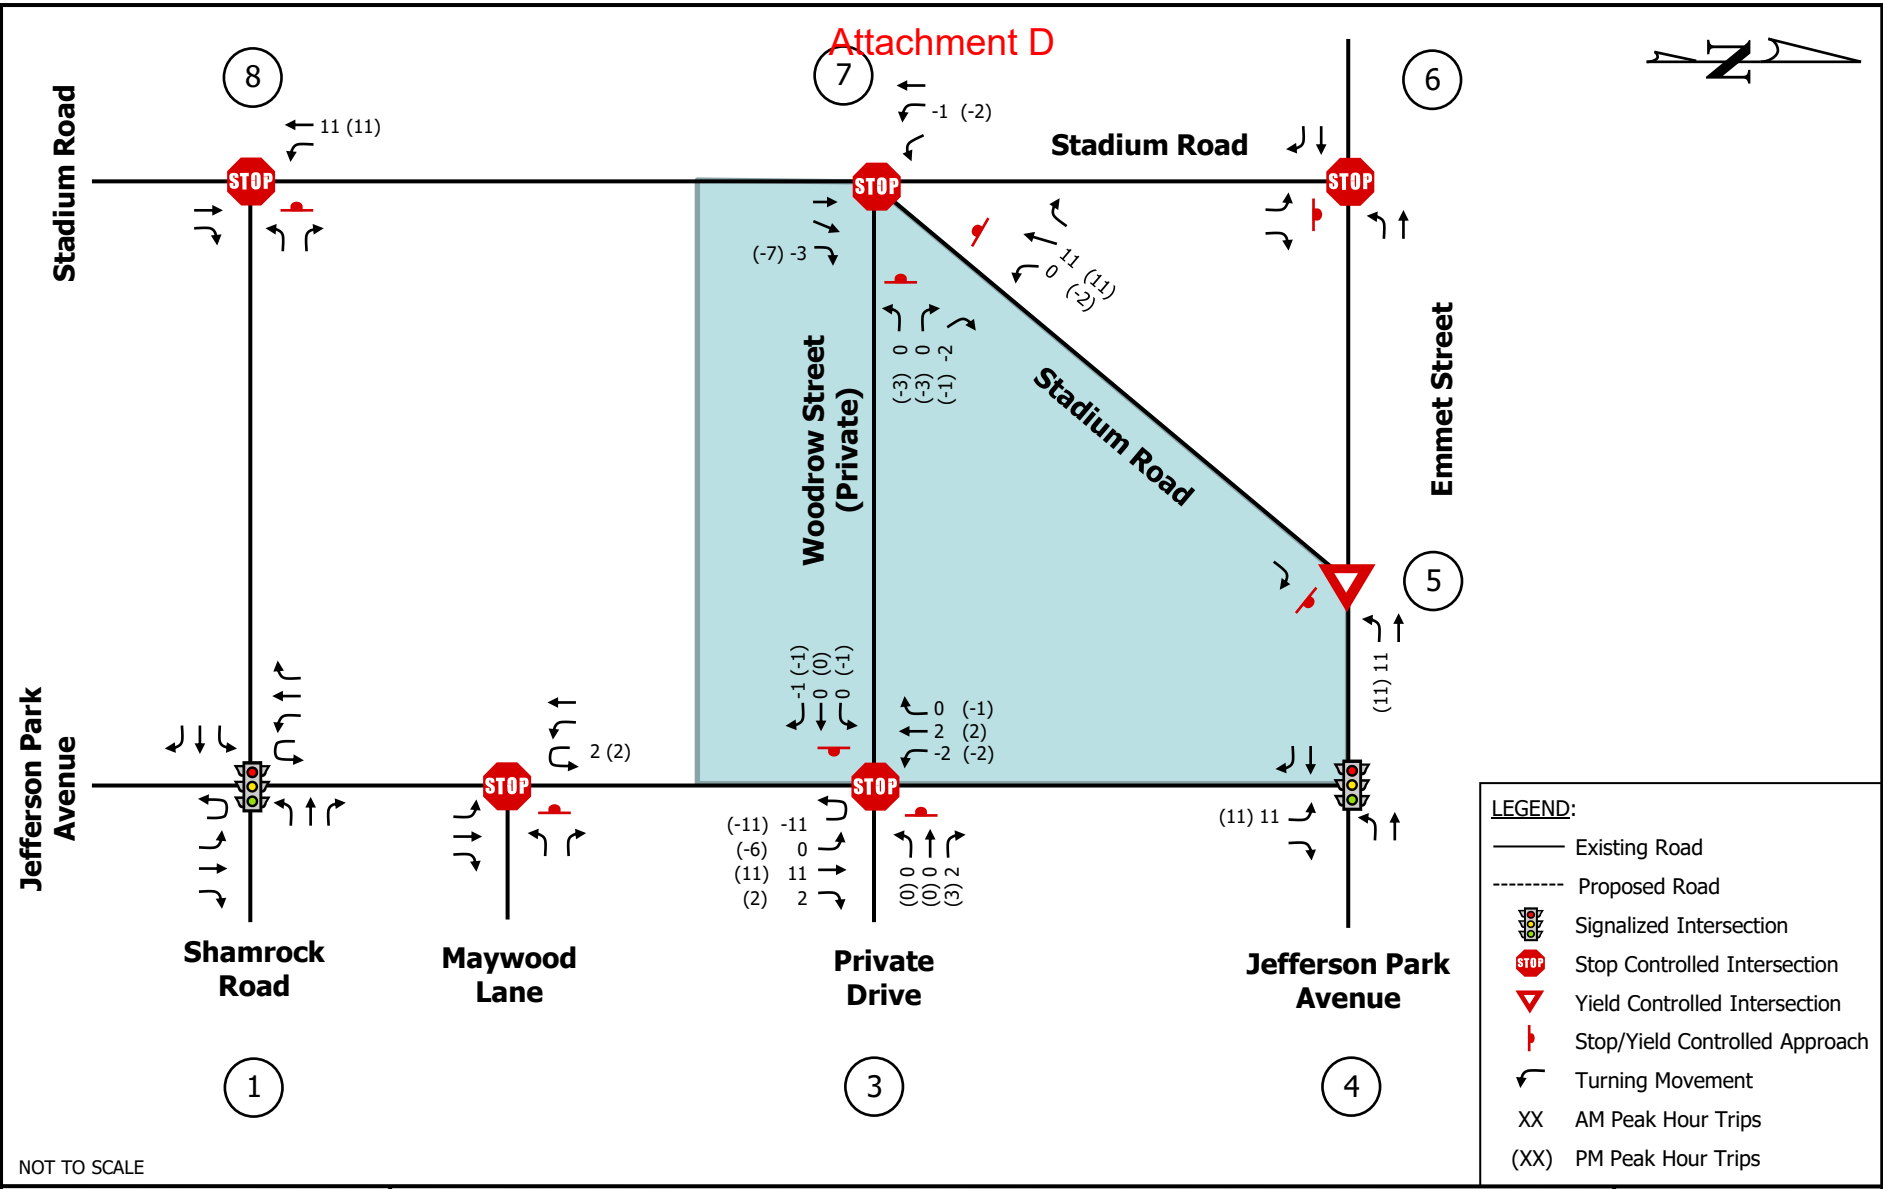 Attachment D
8
7
6
N
Stadium Road
11 (11)
-1 (-2)
Stadium Road
STOP
STOP
STOP
(-7) -3
11 (11)
0 (-2)
0 0 -2
(-3) (-3) (-1)
Woodrow Street
(Private)
Stadium Road
Emmet Street
5
(11) 11
-1 (-1)
0 (0)
0 (-1)
0 (-1)
2 (2)
-2 (-2)
2 (2)
Jefferson Park
Avenue
STOP
STOP
(-11) -11
(-6) 0
(11) 11
(2) 2
(0) 0
(0) 0
(3) 2
(11) 11
Shamrock
Road
Maywood
Lane
Private
Drive
Jefferson Park
Avenue
1
3
4
LEGEND:
Existing Road
Proposed Road
Signalized Intersection
STOP Stop Controlled Intersection
Yield Controlled Intersection
Stop/Yield Controlled Approach
Turning Movement
XX AM Peak Hour Trips
(XX) PM Peak Hour Trips
NOT TO SCALE